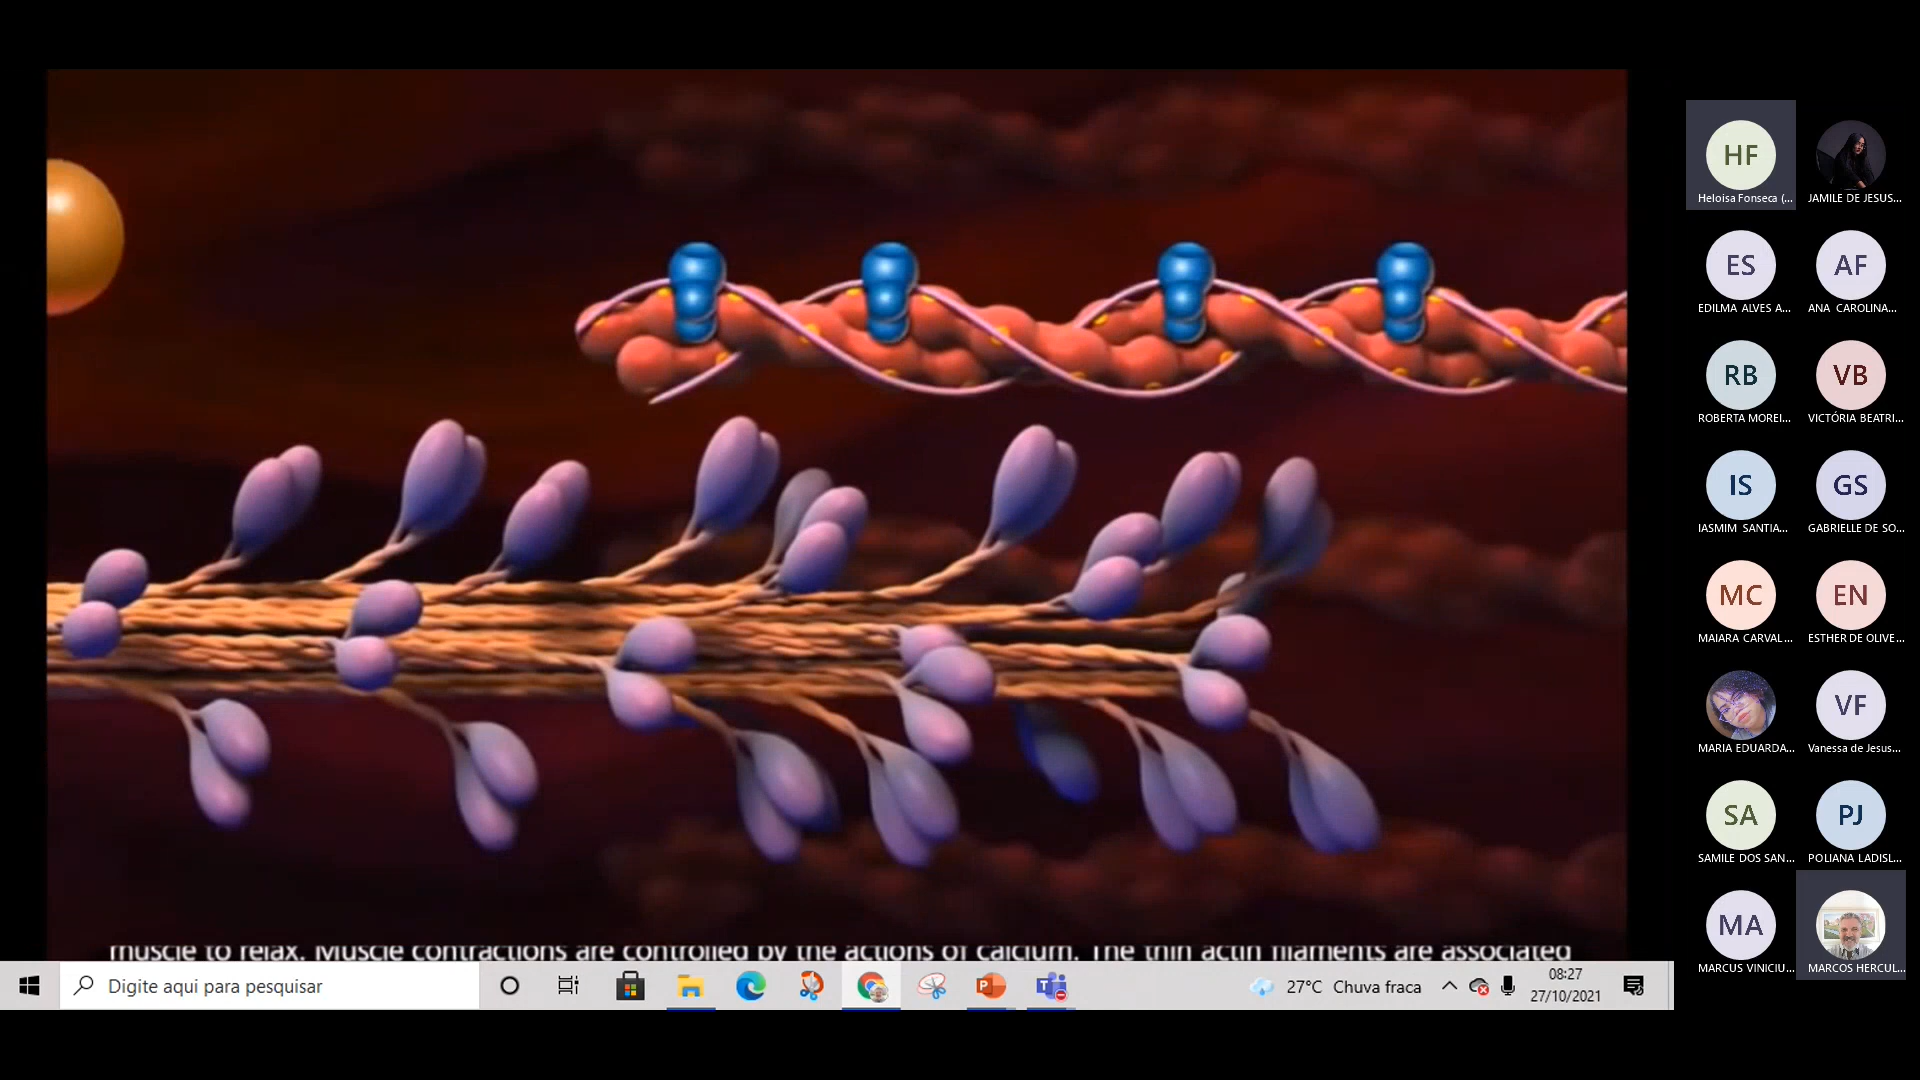 muscle to relax. Muscle contractions are controlled by the actions of calcium. The thin actin filaments are associated
Digite aqui para pesquisar
27°C Chuva fraca
08:27
27/10/2021
HF
Heloisa Fonseca (...
JAMILE DE JESUS...
ES
EDILMA ALVES A...
AF
ANA CAROLINA...
RB
ROBERTA MOREI...
VB
VICTÓRIA BEATRI...
IS
IASMIM SANTIA...
GS
GABRIELLE DE SO...
MC
MAIARA CARVAL...
EN
ESTHER DE OLIVE...
MARIA EDUARDA...
VF
Vanessa de Jesus...
SA
SAMILE DOS SAN...
PJ
POLIANA LADISL...
MA
MARCUS VINICIU...
MARCOS HERCUL...